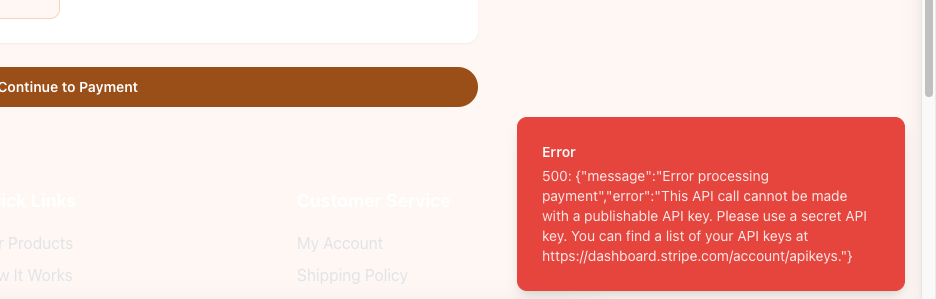 Continue to Payment
Error
500: {"message":"Error processing
payment","error":"This API call cannot be made
with a publishable API key. Please use a secret API
key. You can find a list of your API keys at
https://dashboard.stripe.com/account/apikeys."}
ick Links
Customer Service
r Products
My Account
w It Works
Shipping Policy